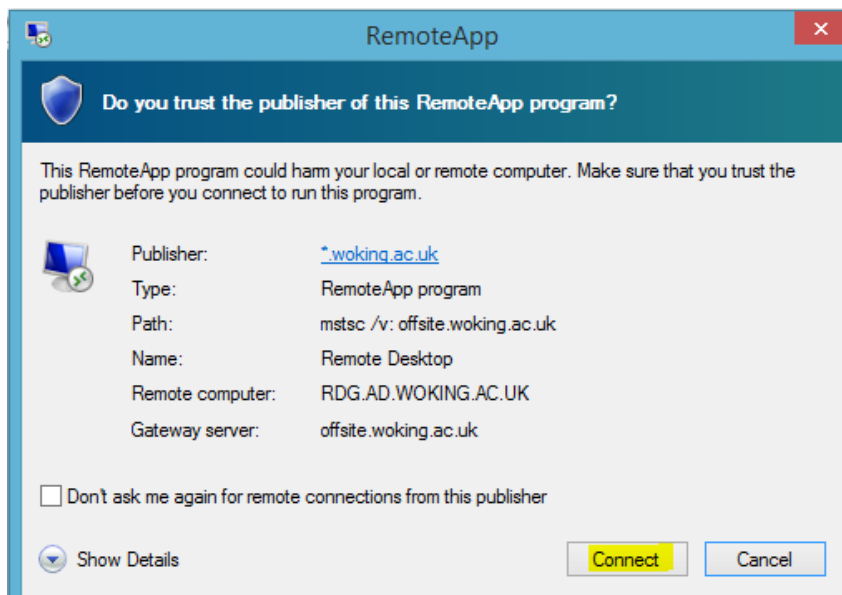 RemoteApp
Do you trust the publisher of this RemoteApp program?
This RemoteApp program could harm your local or remote computer. Make sure that you trust the
publisher before you connect to run this program.
Publisher: *.woking.ac.uk
Type: RemoteApp program
Path: mstsc /v: offsite.woking.ac.uk
Name: Remote Desktop
Remote computer: RDG.AD.WOKING.AC.UK
Gateway server: offsite.woking.ac.uk
Don't ask me again for remote connections from this publisher
Show Details Connect Cancel